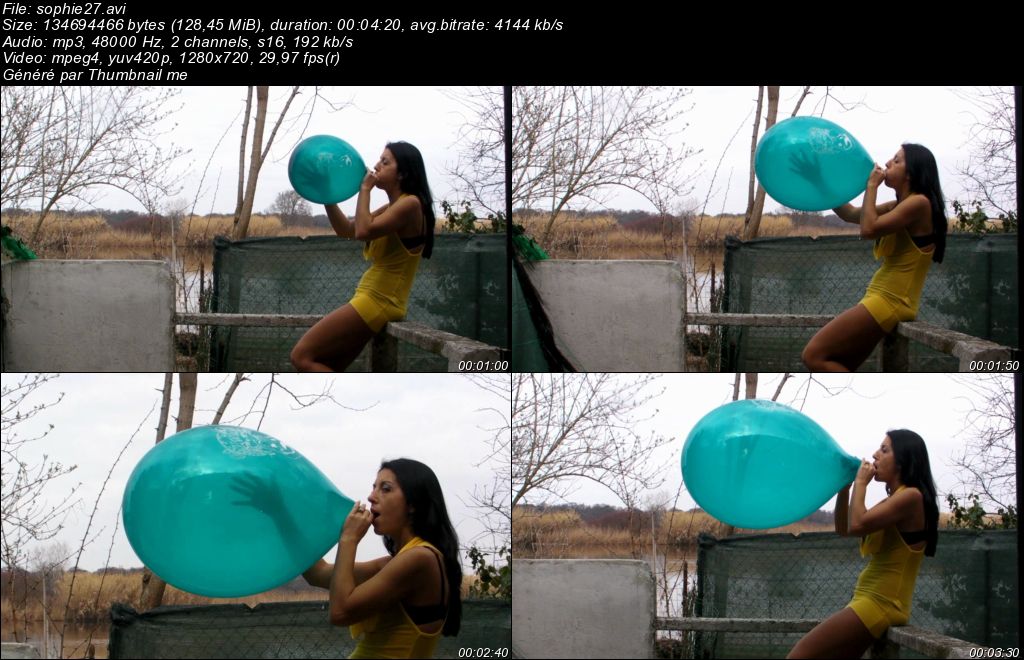 File: sophie27.avi
Size: 134694466 bytes (128,45 MiB), duration: 00:04:20, avg.bitrate: 4144 kb/s
Audio: mp3, 48000 Hz, 2 channels, s16, 192 kb/s
Video: mpeg4, yuv420p, 1280x720, 29,97 fps(r)
Généré par Thumbnail me
00:01:00
00:01:50
00:02:40
00:03:30